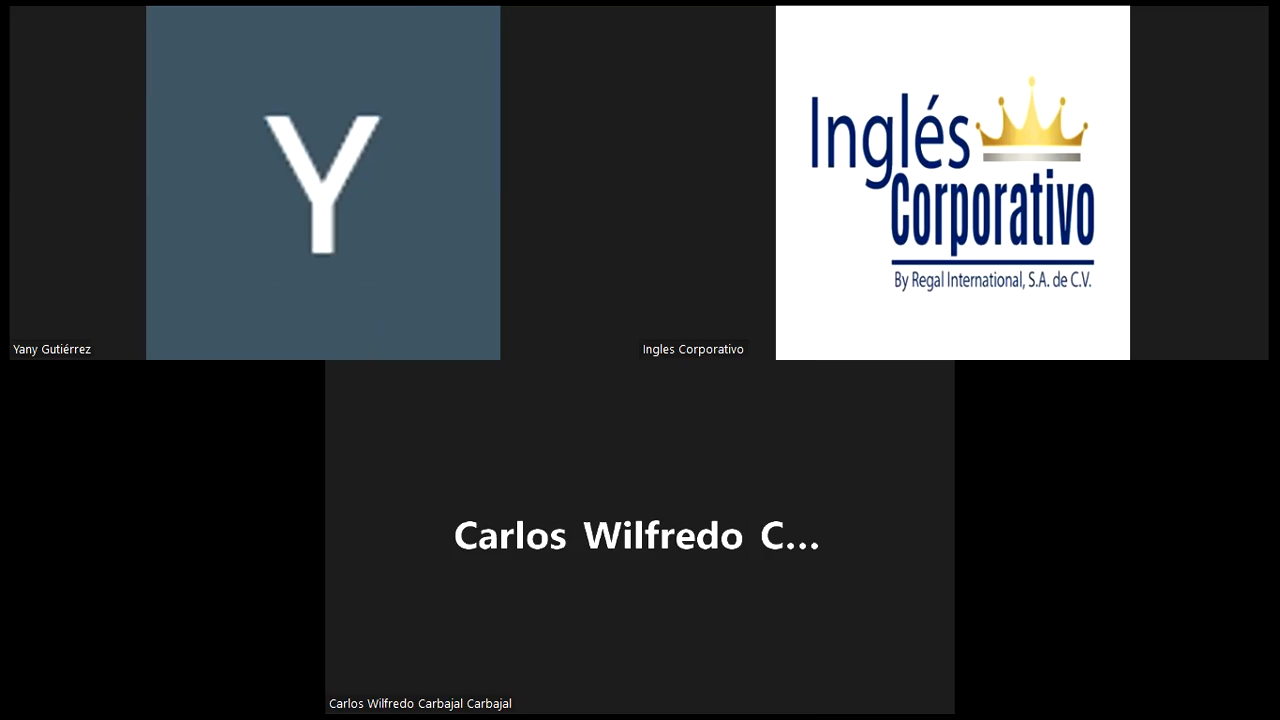 Y
Yany Gutiérrez
Inglés
Corporativo
By Regal International, S.A. de C.V.
Ingles Corporativo
Carlos Wilfredo C...
Carlos Wilfredo Carbajal Carbajal